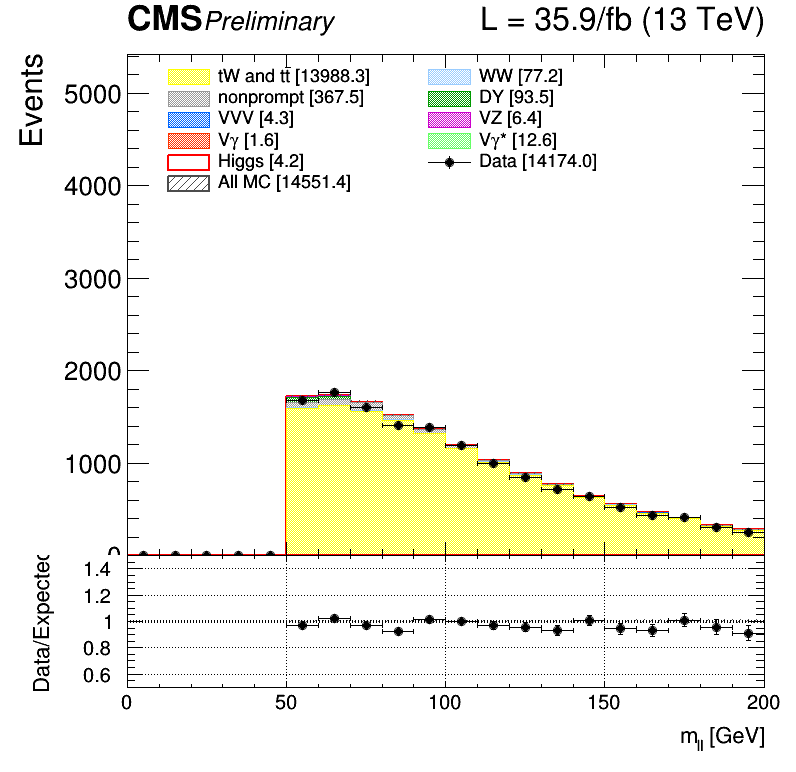 CMS Preliminary L = 35.9/fb (13 TeV)
Events
tW and tt̄ [13988.3] WW [77.2]
nonprompt [367.5] DY [93.5]
VVV [4.3] VZ [6.4]
Vγ [1.6] Vγ* [12.6]
Higgs [4.2] Data [14174.0]
All MC [14551.4]
5000
4000
3000
2000
1000
0
Data/Expected
1.4
1.2
1
0.8
0.6
0 50 100 150 200
m_ll [GeV]